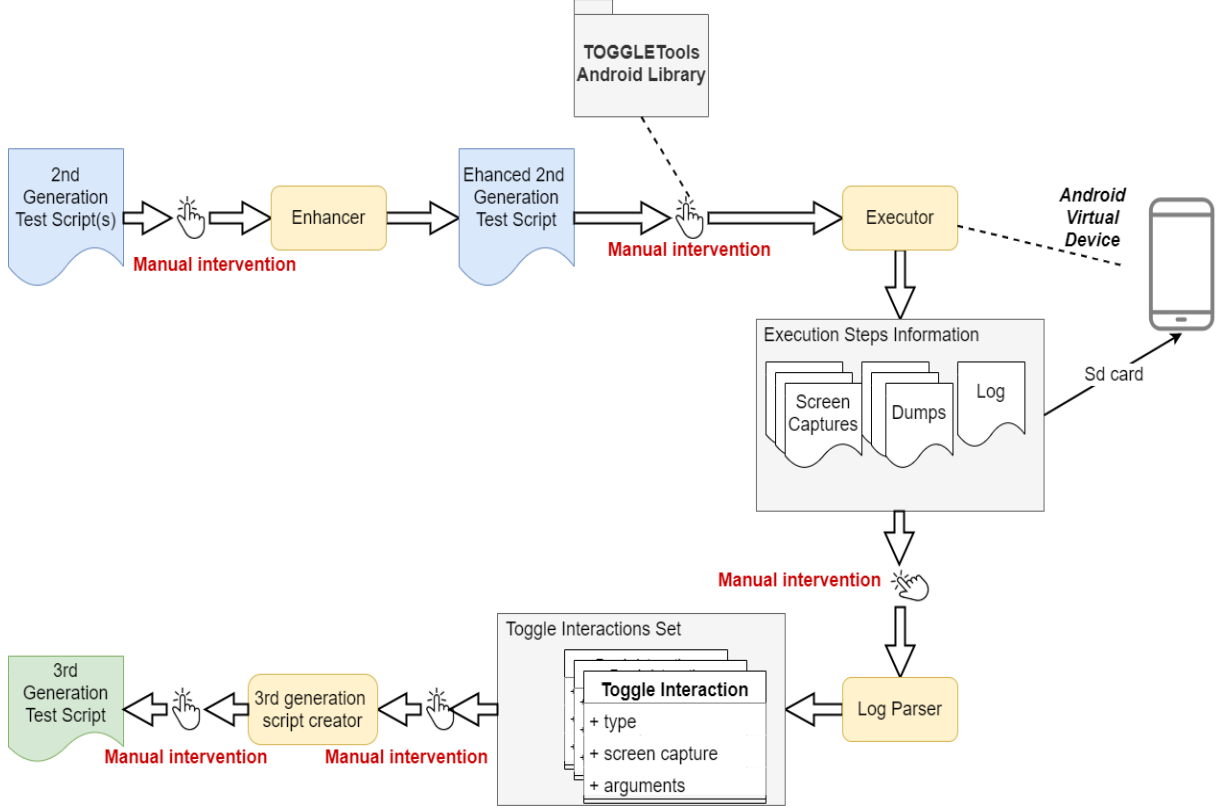 TOGGLETools
Android Library
2nd
Generation
Test Script(s)
Manual intervention
Enhancer
Ehanced 2nd
Generation
Test Script
Manual intervention
Executor
Android
Virtual
Device
Execution Steps Information
Screen
Captures
Dumps
Log
Sd card
Manual intervention
Log Parser
Toggle Interactions Set
Toggle Interaction
+ type
+ screen capture
+ arguments
Manual intervention
3rd generation
script creator
Manual intervention
3rd
Generation
Test Script